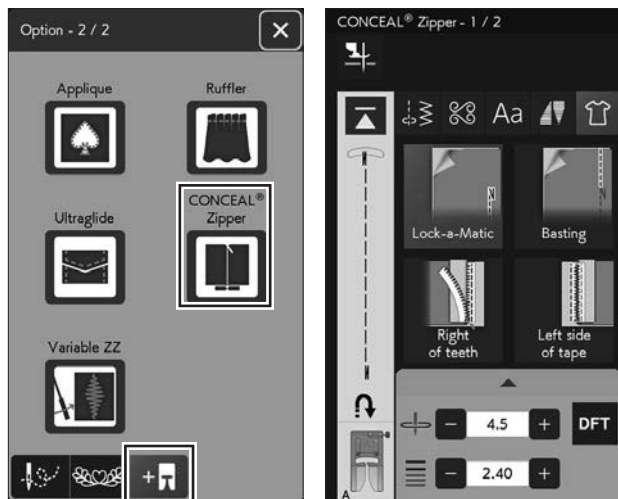 Option - 2 / 2
Applique
Ruffler
Ultraglide
CONCEAL®
Zipper
Variable ZZ
CONCEAL® Zipper - 1 / 2
Aa
Lock-a-Matic
Basting
Right
of teeth
Left side
of tape
4.5
DFT
2.40
A